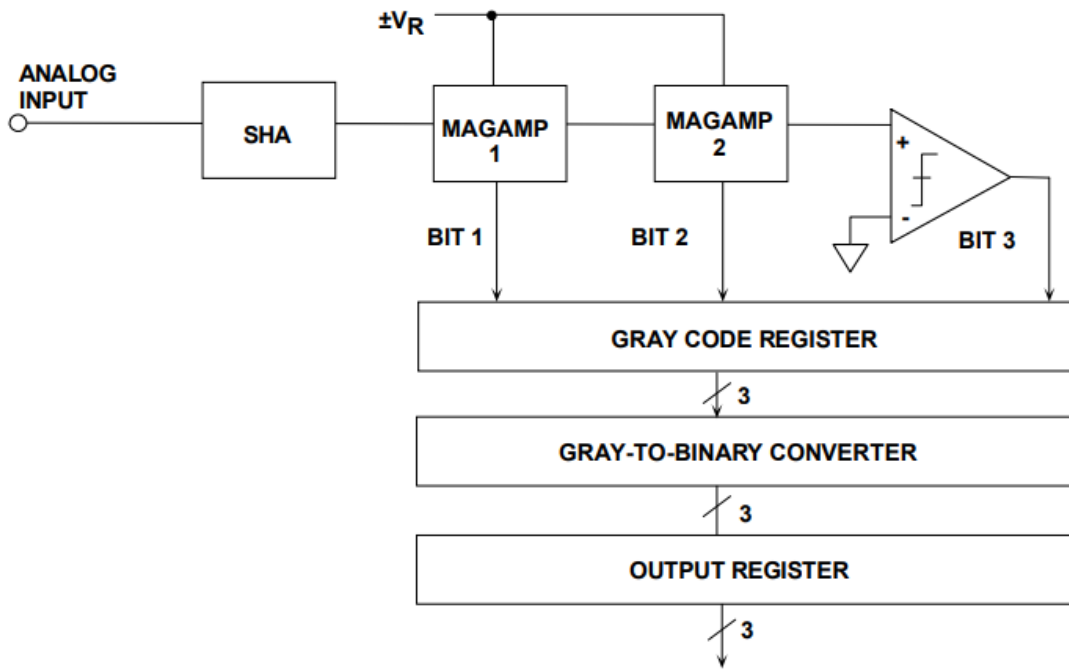 ±VR
ANALOG
INPUT
SHA
MAGAMP
1
MAGAMP
2
+
-
BIT 1
BIT 2
BIT 3
GRAY CODE REGISTER
3
GRAY-TO-BINARY CONVERTER
3
OUTPUT REGISTER
3